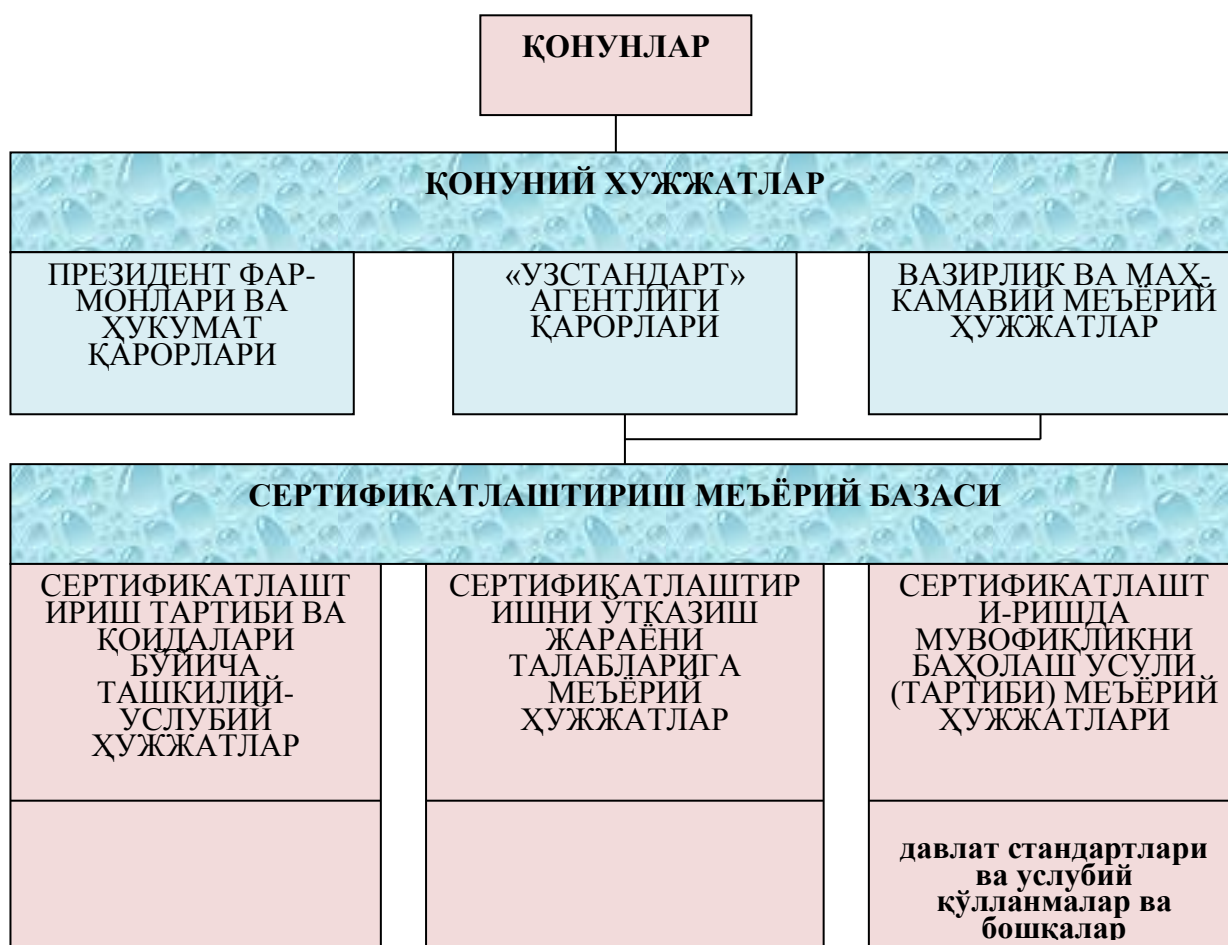 ҚОНУНЛАР
ҚОНУНИЙ ХУЖЖАТЛАР
ПРЕЗИДЕНТ ФАР-
МОНЛАРИ ВА
ҲУКУМАТ
ҚАРОРЛАРИ
«УЗСТАНДАРТ»
АГЕНТЛИГИ
ҚАРОРЛАРИ
ВАЗИРЛИК ВА МАҲ-
КАМАВИЙ МЕЪЁРИЙ
ҲУЖЖАТЛАР
СЕРТИФИКАТЛАШТИРИШ МЕЪЁРИЙ БАЗАСИ
СЕРТИФИКАТЛАШТ
ИРИШ ТАРТИБИ ВА
ҚОИДАЛАРИ
БЎЙИЧА
ТАШКИЛИЙ-
УСЛУБИЙ
ҲУЖЖАТЛАР
СЕРТИФИКАТЛАШТИР
ИШНИ ЎТКАЗИШ
ЖАРАЁНИ
ТАЛАБЛАРИГА
МЕЪЁРИЙ
ҲУЖЖАТЛАР
СЕРТИФИКАТЛАШТ
И-РИШДА
МУВОФИҚЛИКНИ
БАҲОЛАШ УСУЛИ
(ТАРТИБИ) МЕЪЁРИЙ
ҲУЖЖАТЛАРИ
давлат стандартлари
ва услубий
қўлланмалар ва
бошқалар